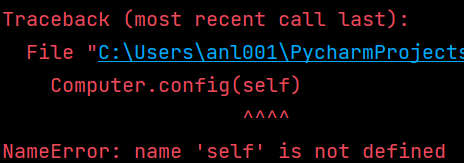 Traceback (most recent call last):
File "C:\Users\anl001\PycharmProjects
Computer.config(self)
^^^^
NameError: name 'self' is not defined